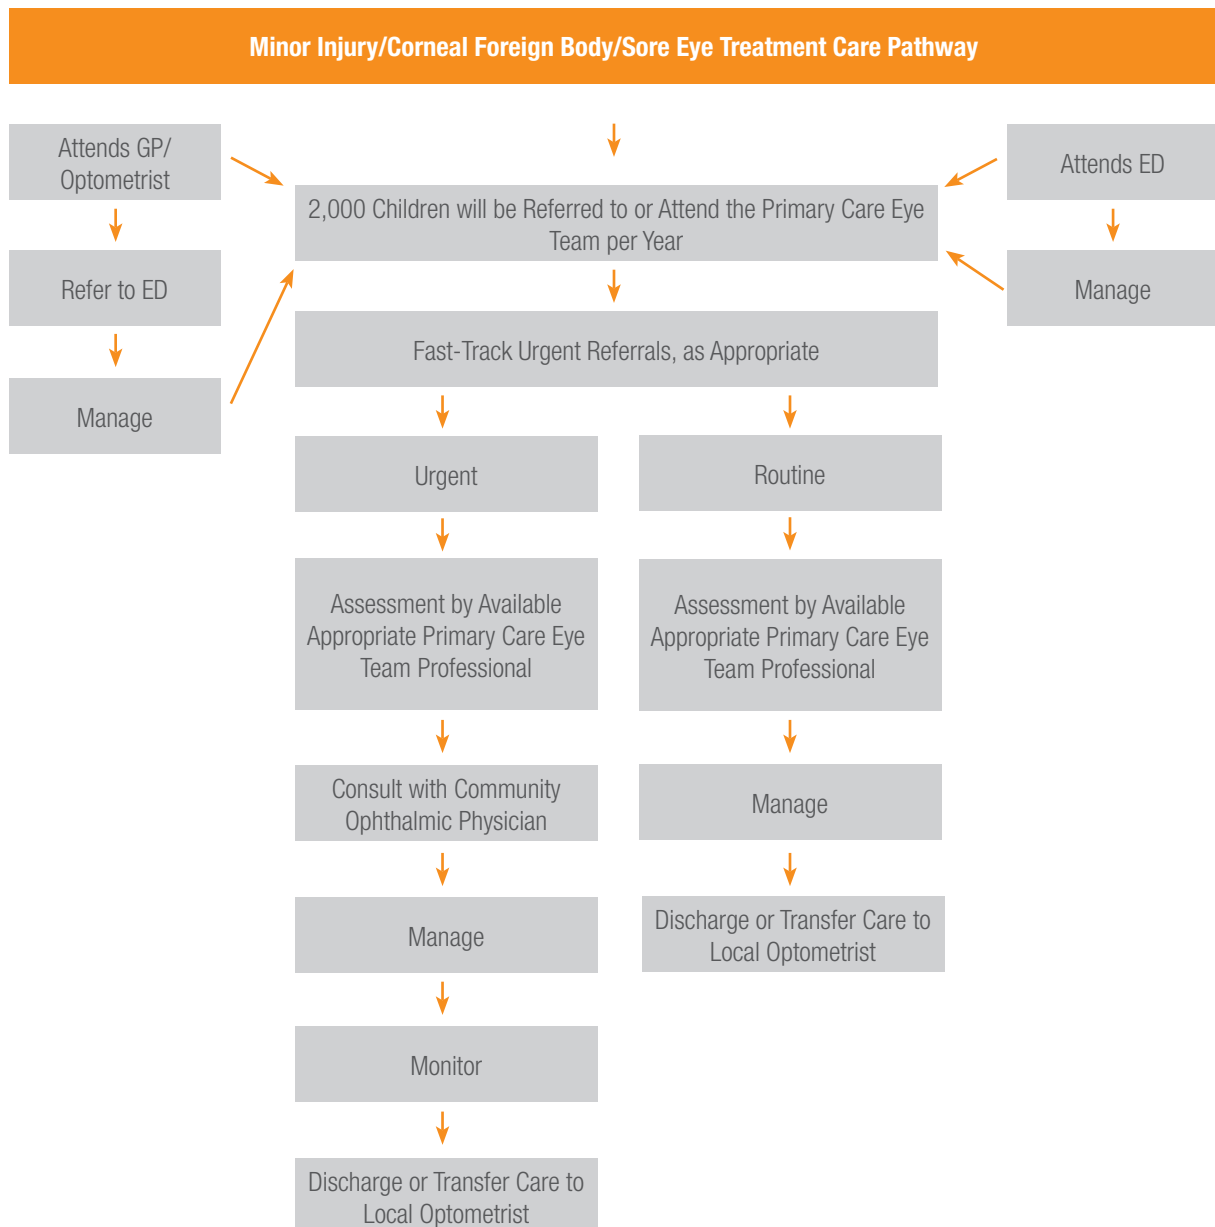 Minor Injury/Corneal Foreign Body/Sore Eye Treatment Care Pathway
Attends GP/
Optometrist
Refer to ED
Manage
2,000 Children will be Referred to or Attend the Primary Care Eye
Team per Year
Attends ED
Manage
Fast-Track Urgent Referrals, as Appropriate
Urgent
Assessment by Available
Appropriate Primary Care Eye
Team Professional
Consult with Community
Ophthalmic Physician
Manage
Monitor
Discharge or Transfer Care to
Local Optometrist
Routine
Assessment by Available
Appropriate Primary Care Eye
Team Professional
Manage
Discharge or Transfer Care to
Local Optometrist